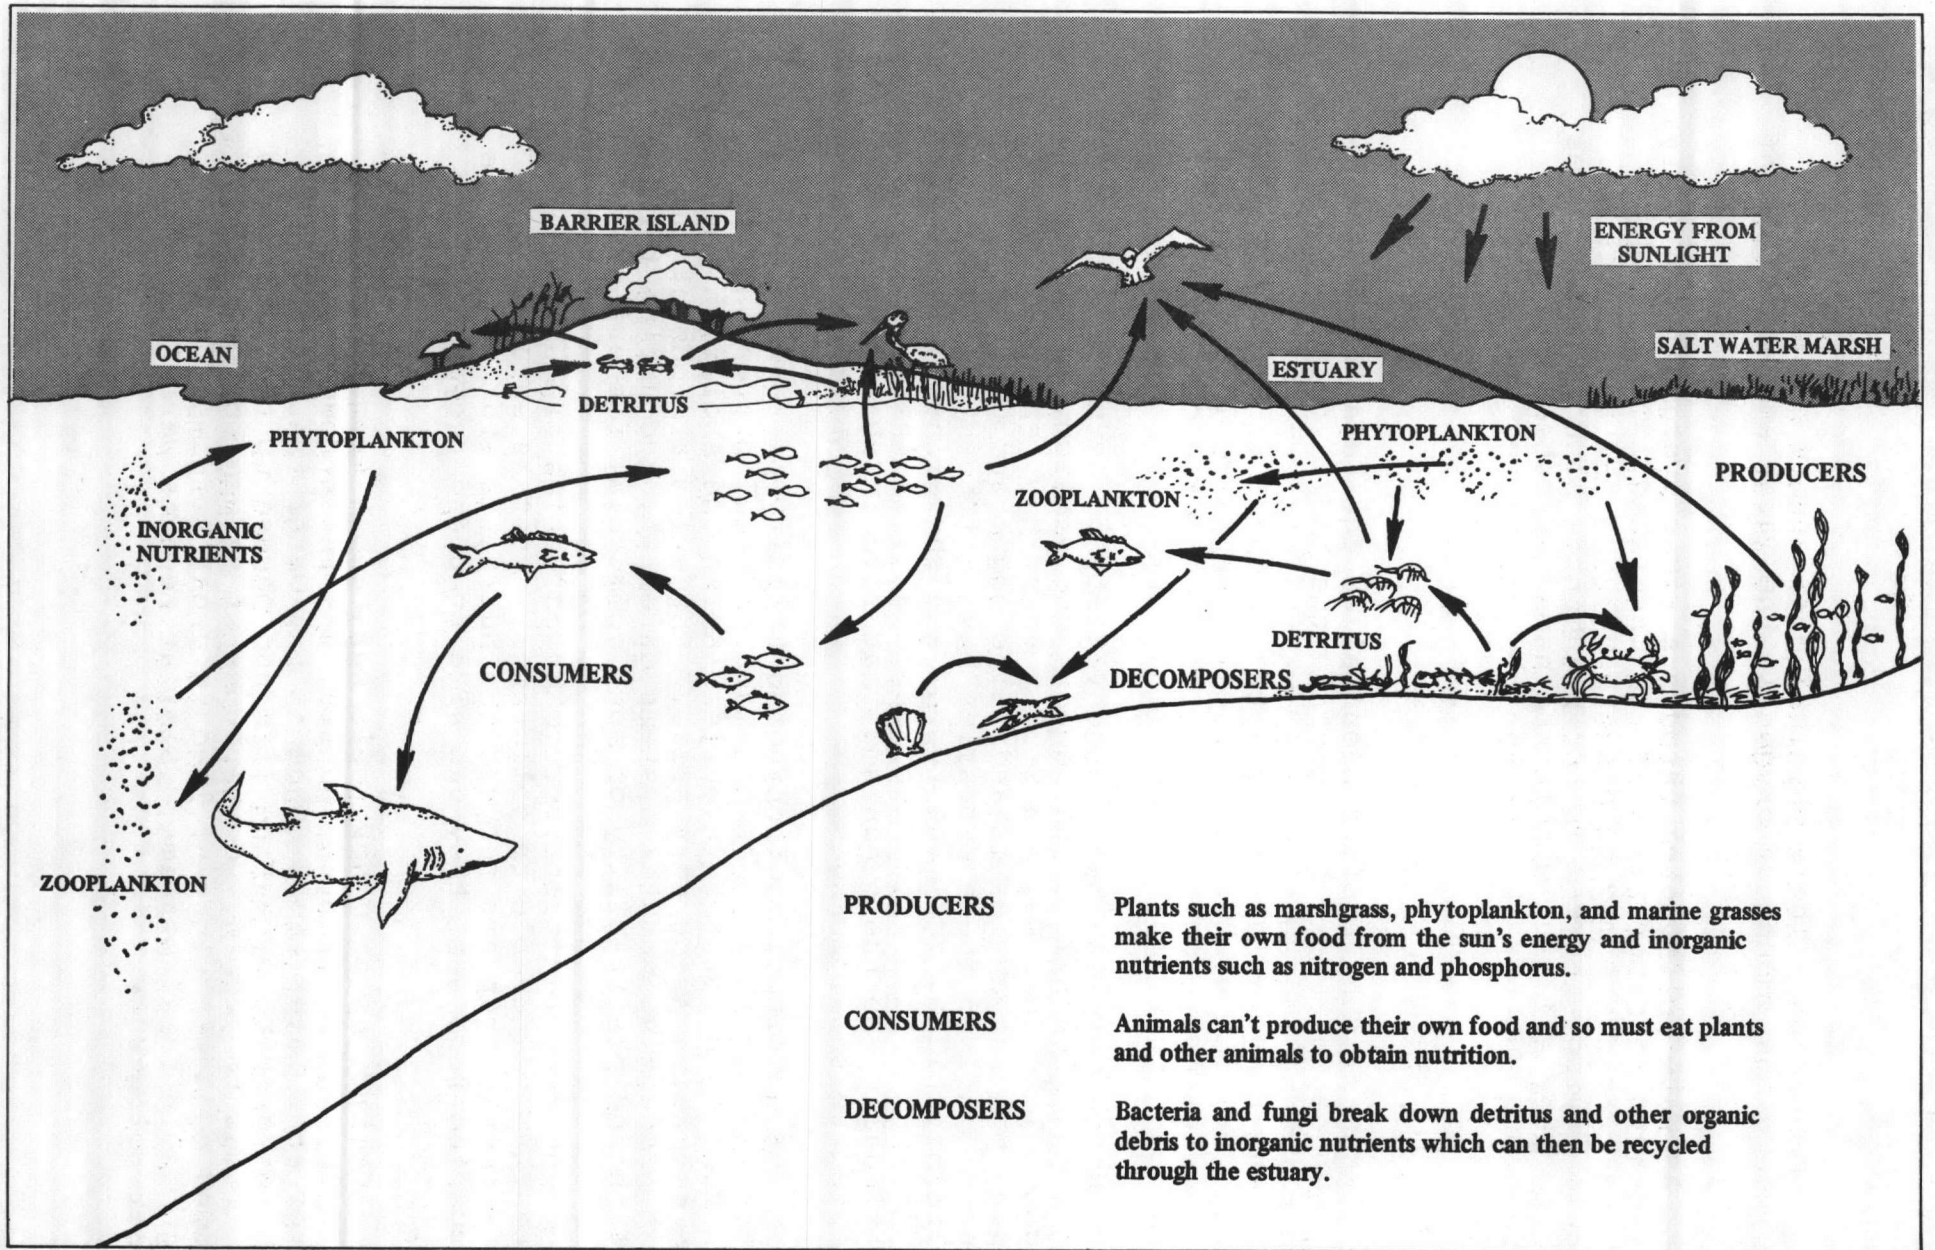 BARRIER ISLAND
ENERGY FROM
SUNLIGHT
OCEAN
SALT WATER MARSH
ESTUARY
DETRITUS
PHYTOPLANKTON
PHYTOPLANKTON
PRODUCERS
ZOOPLANKTON
INORGANIC
NUTRIENTS
DETRITUS
CONSUMERS
DECOMPOSERS
ZOOPLANKTON
PRODUCERS
Plants such as marshgrass, phytoplankton, and marine grasses
make their own food from the sun's energy and inorganic
nutrients such as nitrogen and phosphorus.
CONSUMERS
Animals can't produce their own food and so must eat plants
and other animals to obtain nutrition.
DECOMPOSERS
Bacteria and fungi break down detritus and other organic
debris to inorganic nutrients which can then be recycled
through the estuary.